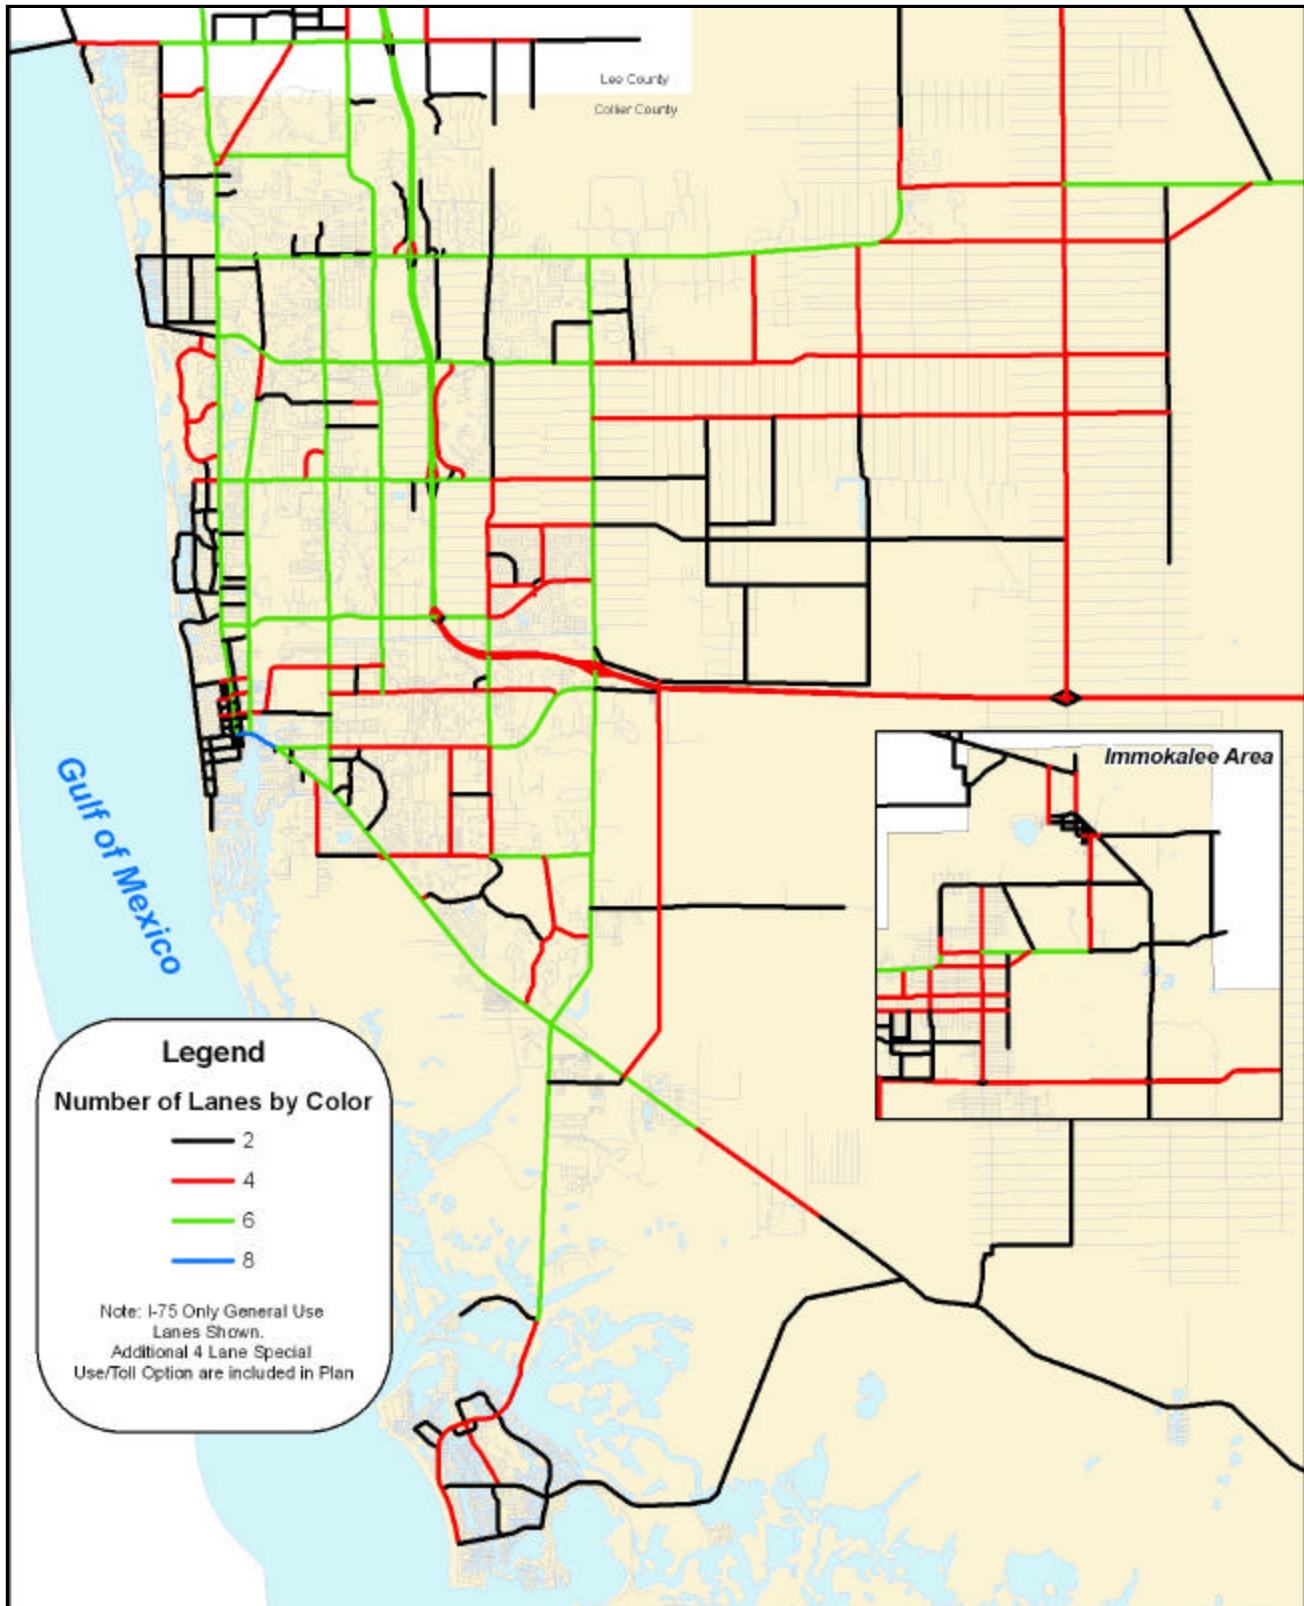 Lee County
Collier County
Immokalee Area
Gulf of Mexico
Legend
Number of Lanes by Color
2
4
6
8
Note: I-75 Only General Use
Lanes Shown.
Additional 4 Lane Special
Use/Toll Option are included in Plan